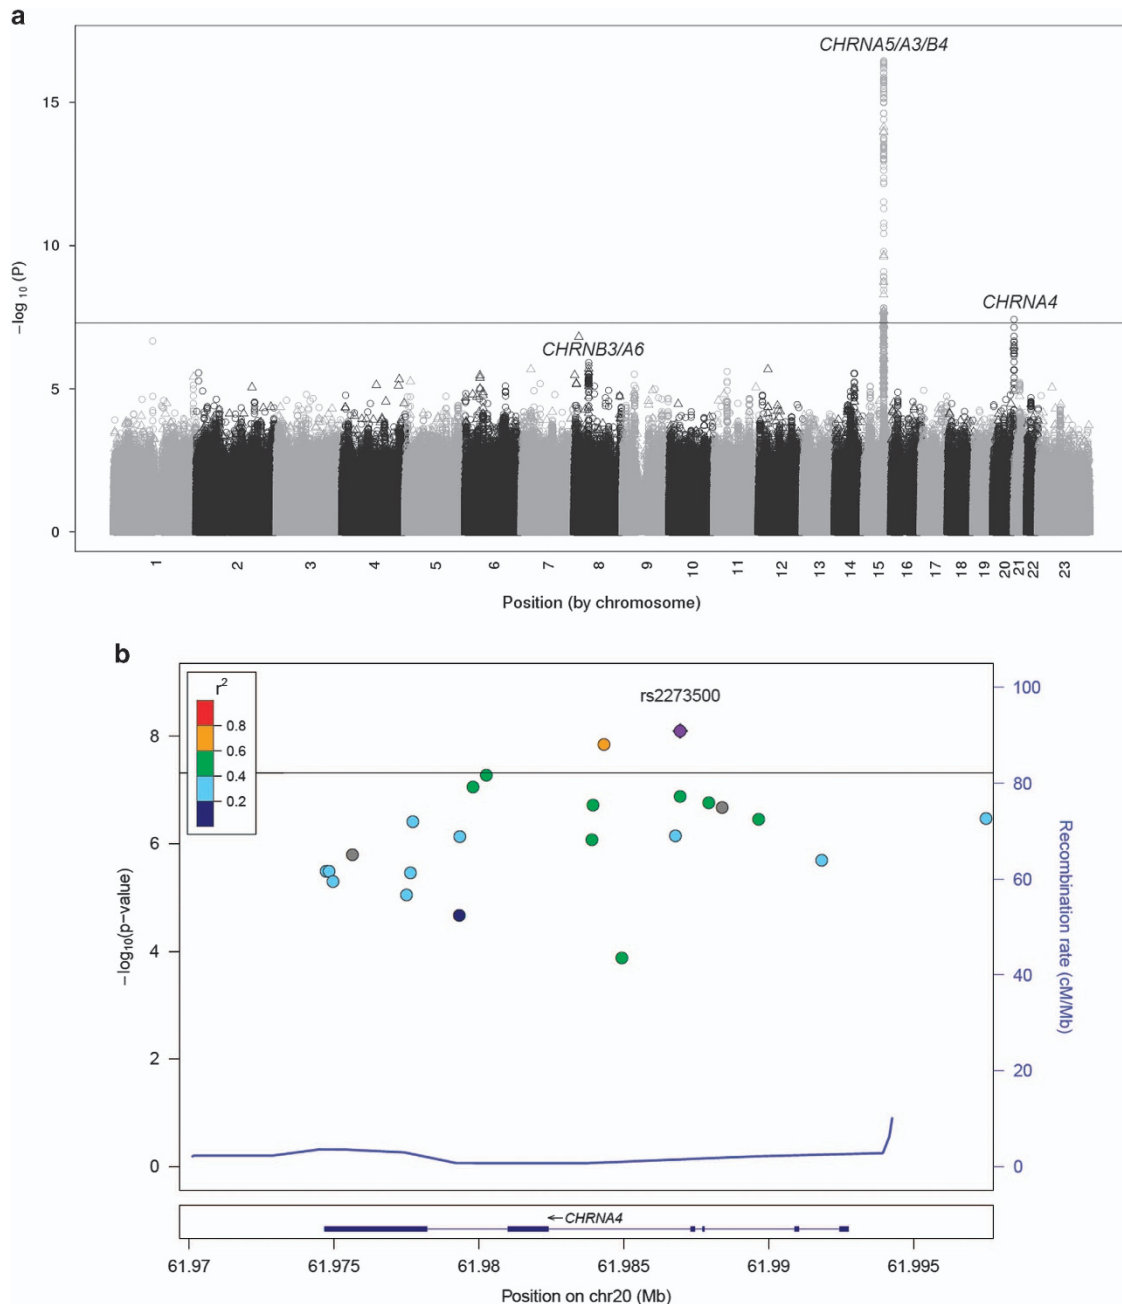 a
CHRNA5/A3/B4
15
10
CHRNA4
CHRNB3/A6
5
0
−log 10 (P)
1 2 3 4 5 6 7 8 9 10 11 12 13 14 15 16 17 18 19 20 21 22 23
Position (by chromosome)
b
r2
0.8
0.6
0.4
0.2
rs2273500
8
6
4
2
0
−log10(p−value)
100
80
60
40
20
0
Recombination rate (cM/Mb)
←CHRNA4
61.97 61.975 61.98 61.985 61.99 61.995
Position on chr20 (Mb)